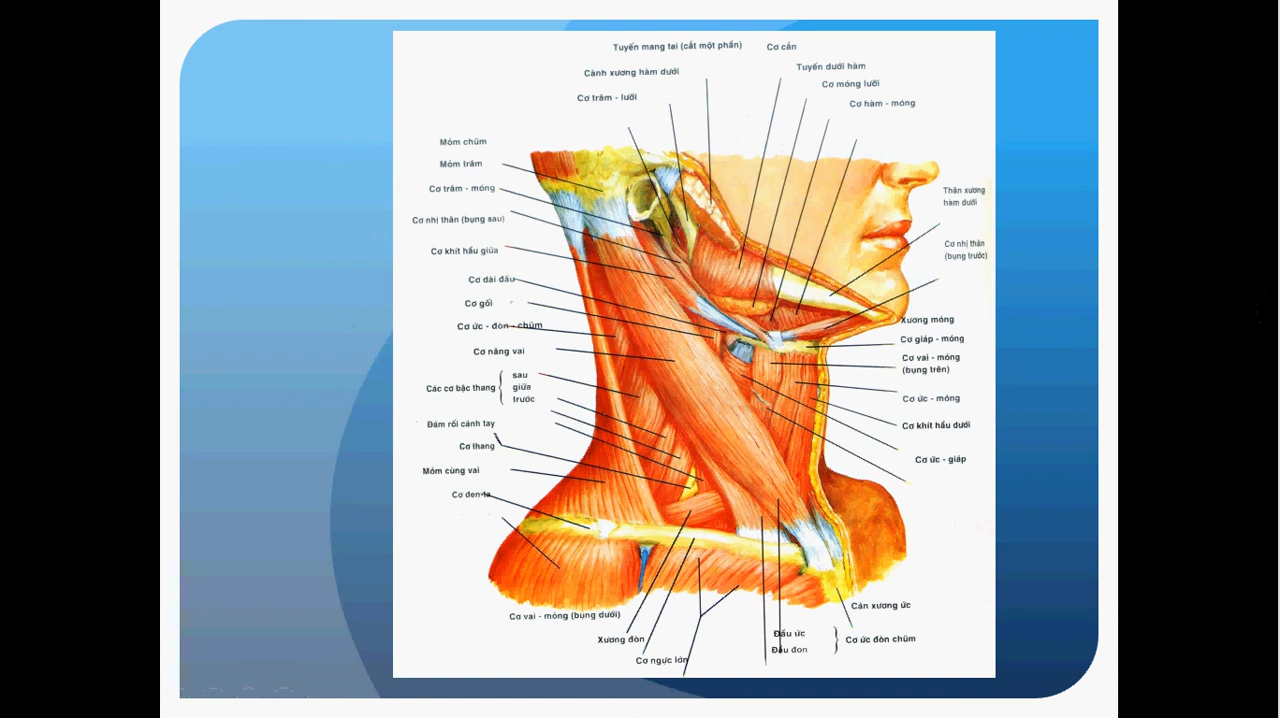 Tuyến mang tai (cắt một phần)
Cơ cắn
Cành xương hàm dưới
Tuyến dưới hàm
Cơ móng lưỡi
Cơ trâm - lưỡi
Cơ hàm - móng
Mỏm chũm
Mỏm trâm
Cơ trâm - móng
Cơ nhị thân (bụng sau)
Cơ khít hầu giữa
Cơ dài đầu
Cơ gối
Cơ ức - đòn - chũm
Cơ nâng vai
Các cơ bậc thang
sau
giữa
trước
Đám rối cánh tay
Cơ thang
Mỏm cùng vai
Cơ den-ta
Thân xương
hàm dưới
Cơ nhị thân
(bụng trước)
Xương móng
Cơ giáp - móng
Cơ vai - móng
(bụng trên)
Cơ ức - móng
Cơ khít hầu dưới
Cơ ức - giáp
Cơ vai - móng (bụng dưới)
Xương đòn
Cơ ngực lớn
Cán xương ức
Đầu ức
Đầu đon
Cơ ức đòn chũm